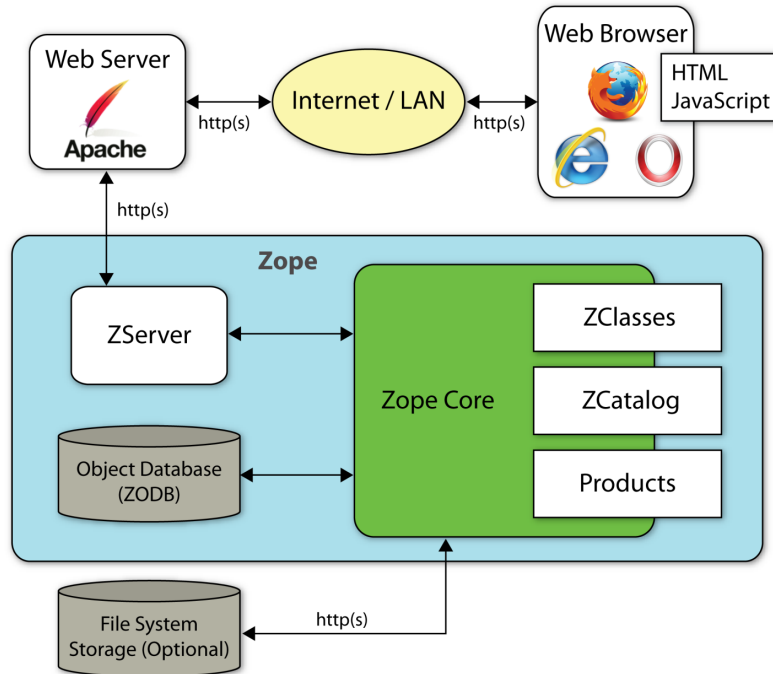 Web Server
Apache
http(s)
Internet / LAN
http(s)
Web Browser
HTML
JavaScript
http(s)
Zope
ZServer
Zope Core
ZClasses
ZCatalog
Products
Object Database
(ZODB)
File System
Storage (Optional)
http(s)